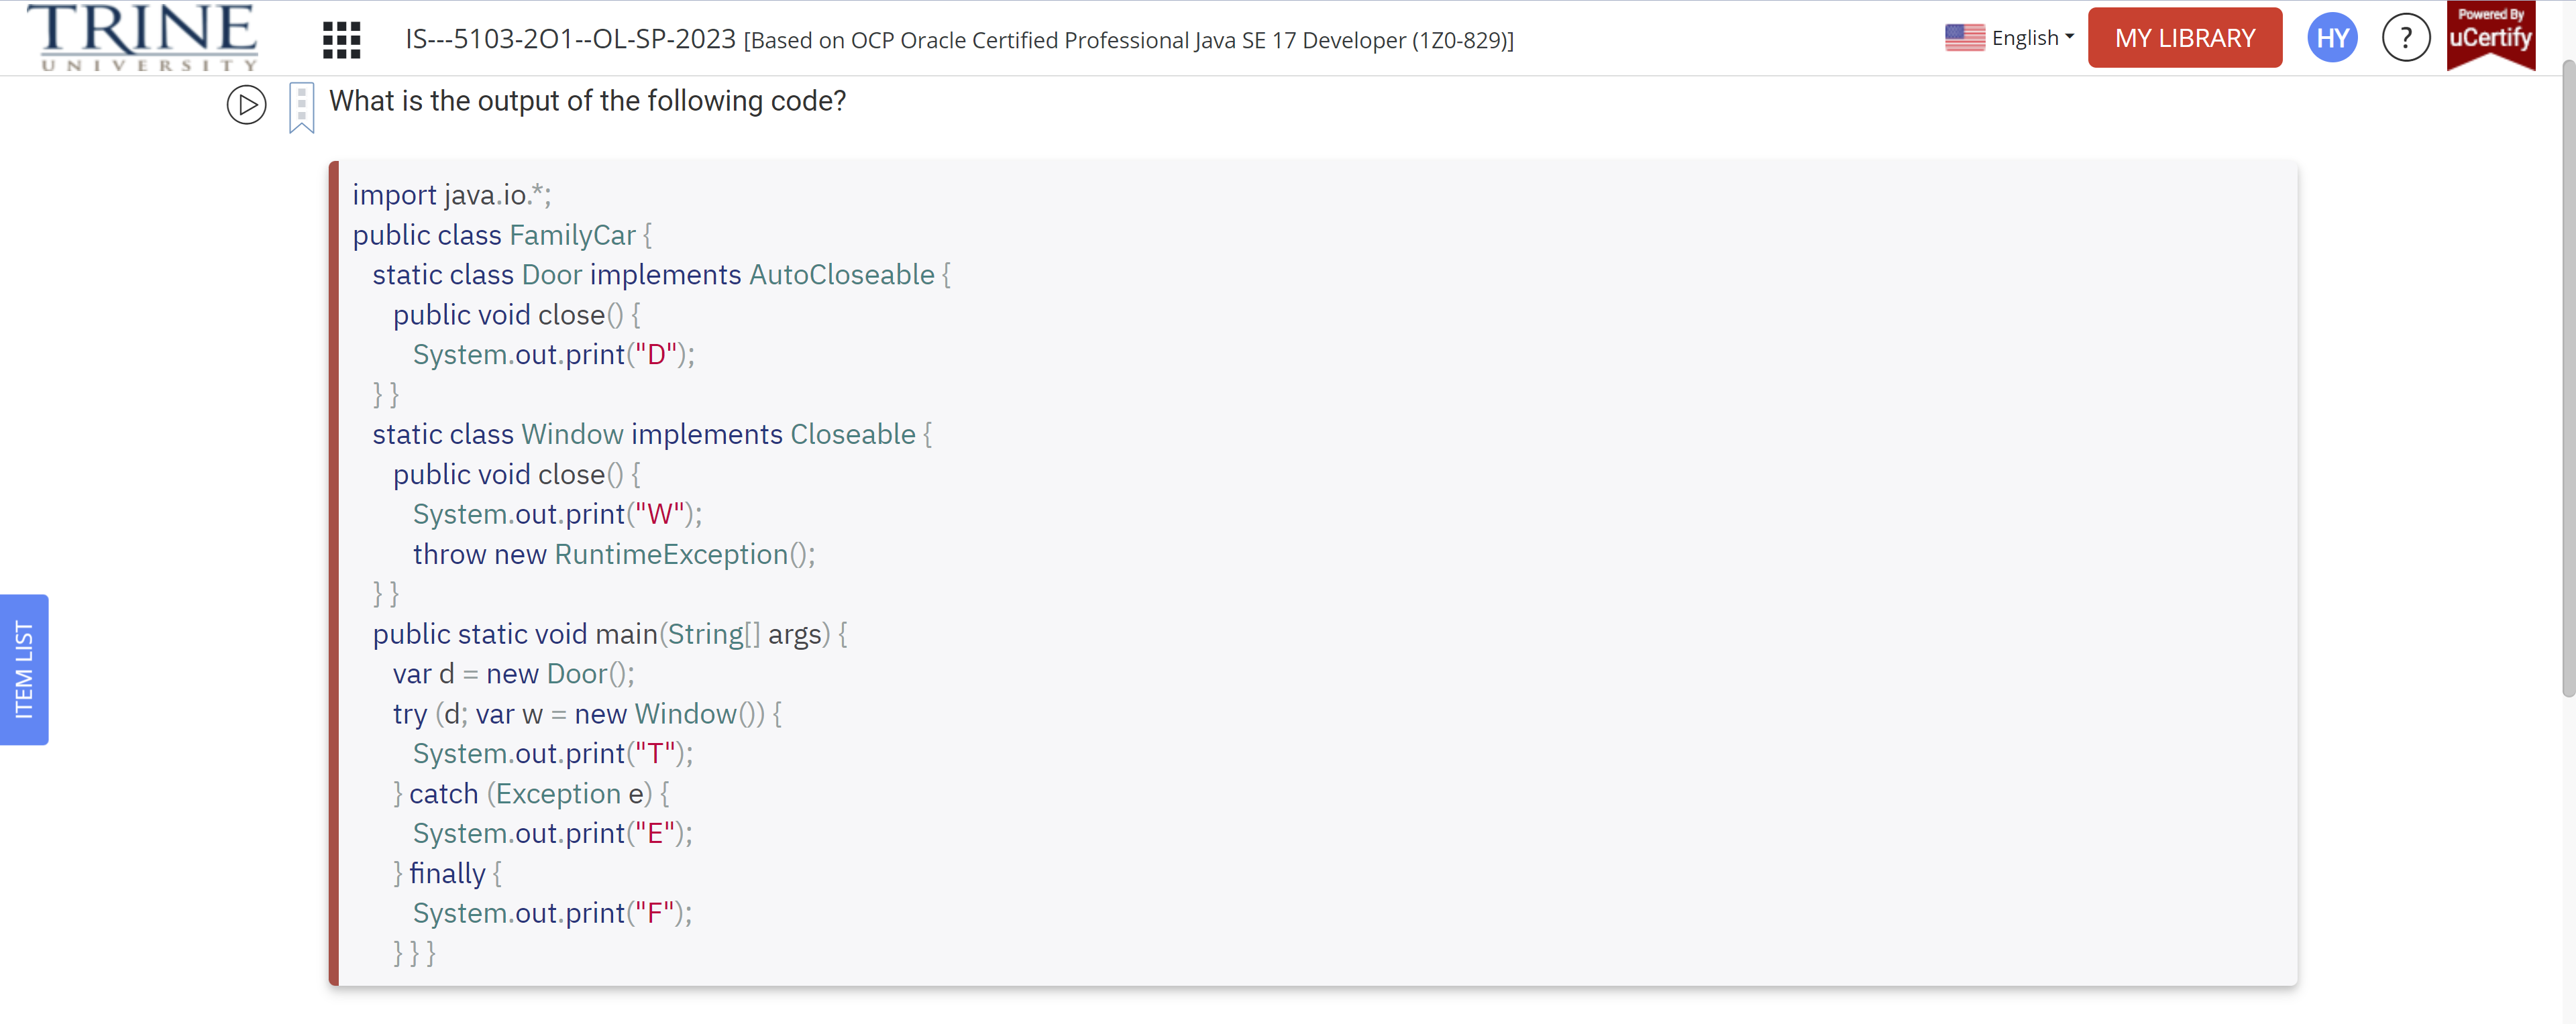 TRINE
UNIVERSITY
IS---5103-2O1--OL-SP-2023 [Based on OCP Oracle Certified Professional Java SE 17 Developer (1Z0-829)]
English
MY LIBRARY
HY
?
Powered By
uCertify
What is the output of the following code?
import java.io.*;
public class FamilyCar {
static class Door implements AutoCloseable {
public void close() {
System.out.print("D");
} }
static class Window implements Closeable {
public void close() {
System.out.print("W");
throw new RuntimeException();
} }
public static void main(String[] args) {
var d = new Door();
try (d; var w = new Window()) {
System.out.print("T");
} catch (Exception e) {
System.out.print("E");
} finally {
System.out.print("F");
} } }
ITEM LIST